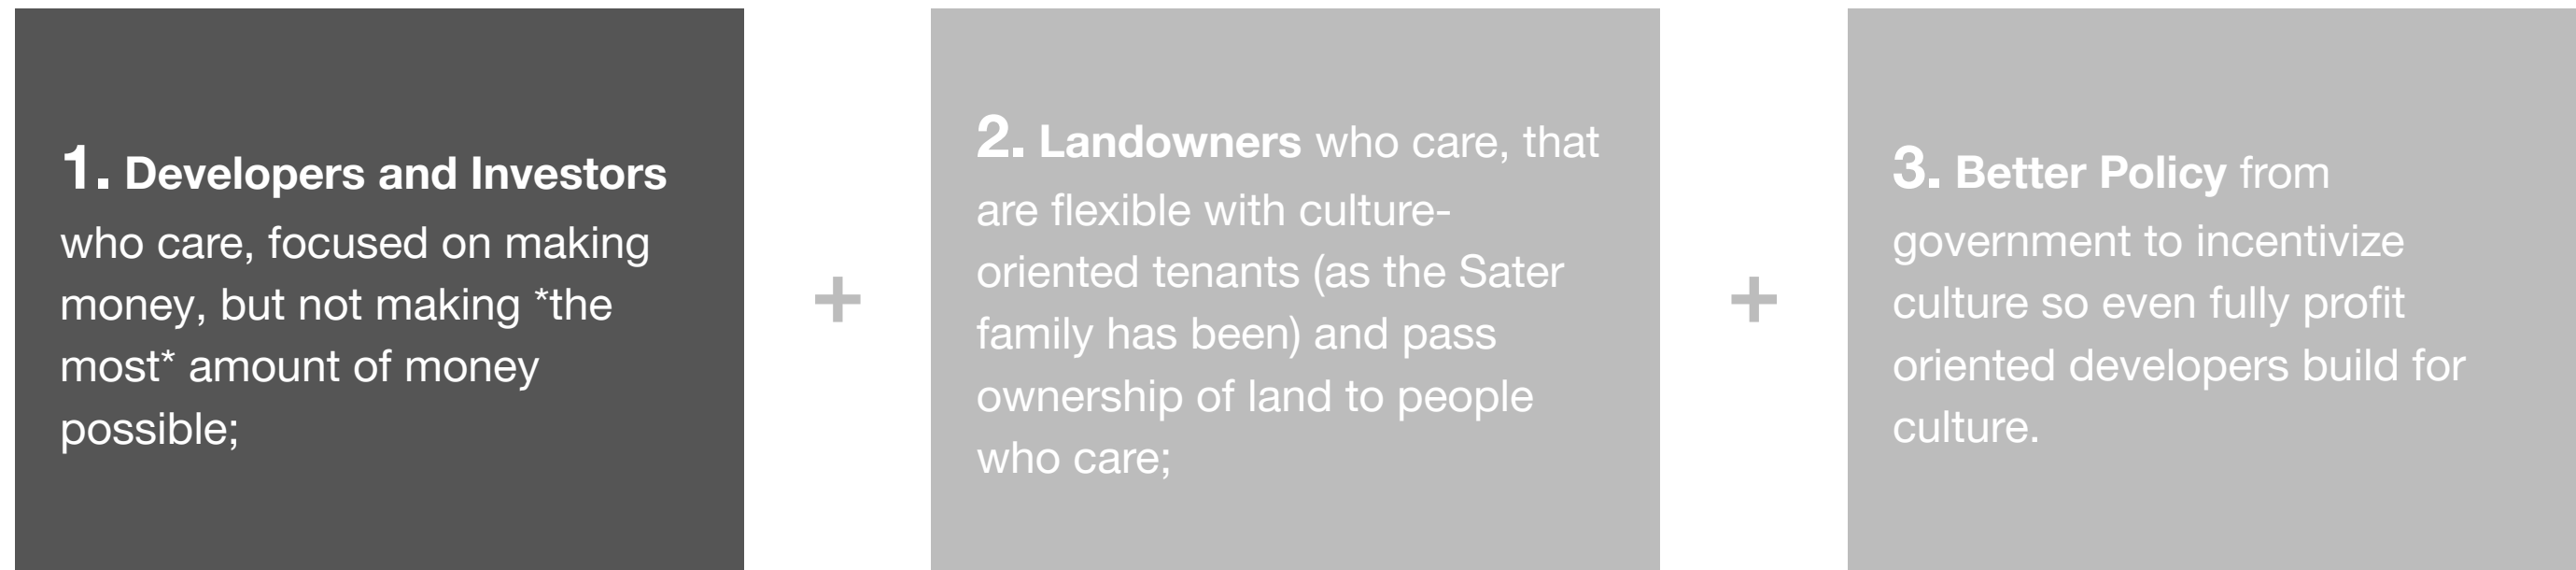 1. Developers and Investors
who care, focused on making
money, but not making *the
most* amount of money
possible;
+
2. Landowners who care, that
are flexible with culture-
oriented tenants (as the Sater
family has been) and pass
ownership of land to people
who care;
+
3. Better Policy from
government to incentivize
culture so even fully profit
oriented developers build for
culture.